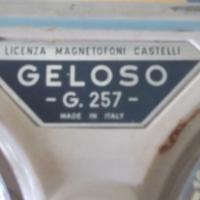 LICENZA MAGNETOFONI CASTELLI
GELOSO
- G. 257 -
MADE IN ITALY